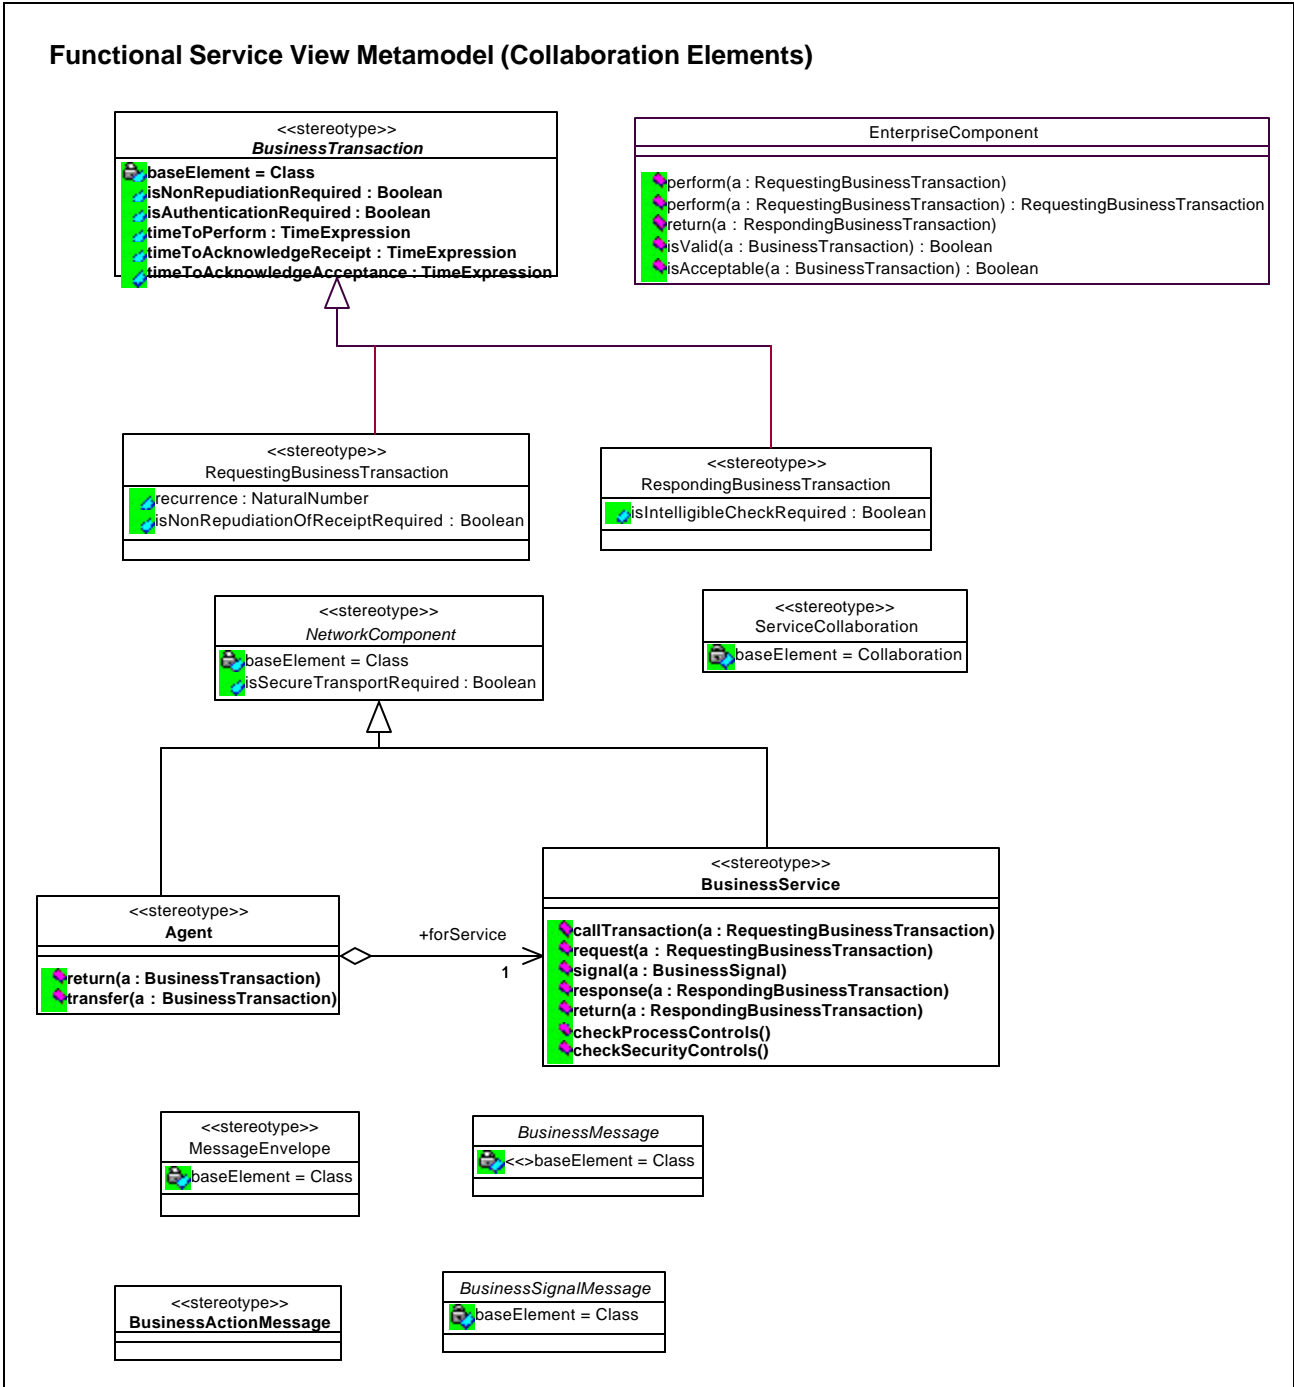 Functional Service View Metamodel (Collaboration Elements)
<<stereotype>>
BusinessTransaction
baseElement = Class
isNonRepudiationRequired : Boolean
isAuthenticationRequired : Boolean
timeToPerform : TimeExpression
timeToAcknowledgeReceipt : TimeExpression
timeToAcknowledgeAcceptance : TimeExpression
EnterpriseComponent
perform(a : RequestingBusinessTransaction)
perform(a : RequestingBusinessTransaction) : RequestingBusinessTransaction
return(a : RespondingBusinessTransaction)
isValid(a : BusinessTransaction) : Boolean
isAcceptable(a : BusinessTransaction) : Boolean
<<stereotype>>
RequestingBusinessTransaction
recurrence : NaturalNumber
isNonRepudiationOfReceiptRequired : Boolean
<<stereotype>>
RespondingBusinessTransaction
isIntelligibleCheckRequired : Boolean
<<stereotype>>
NetworkComponent
baseElement = Class
isSecureTransportRequired : Boolean
<<stereotype>>
ServiceCollaboration
baseElement = Collaboration
<<stereotype>>
Agent
return(a : BusinessTransaction)
transfer(a : BusinessTransaction)
+forService
1
<<stereotype>>
BusinessService
callTransaction(a : RequestingBusinessTransaction)
request(a : RequestingBusinessTransaction)
signal(a : BusinessSignal)
response(a : RespondingBusinessTransaction)
return(a : RespondingBusinessTransaction)
checkProcessControls()
checkSecurityControls()
<<stereotype>>
MessageEnvelope
baseElement = Class
BusinessMessage
<<>baseElement = Class
<<stereotype>>
BusinessActionMessage
BusinessSignalMessage
baseElement = Class